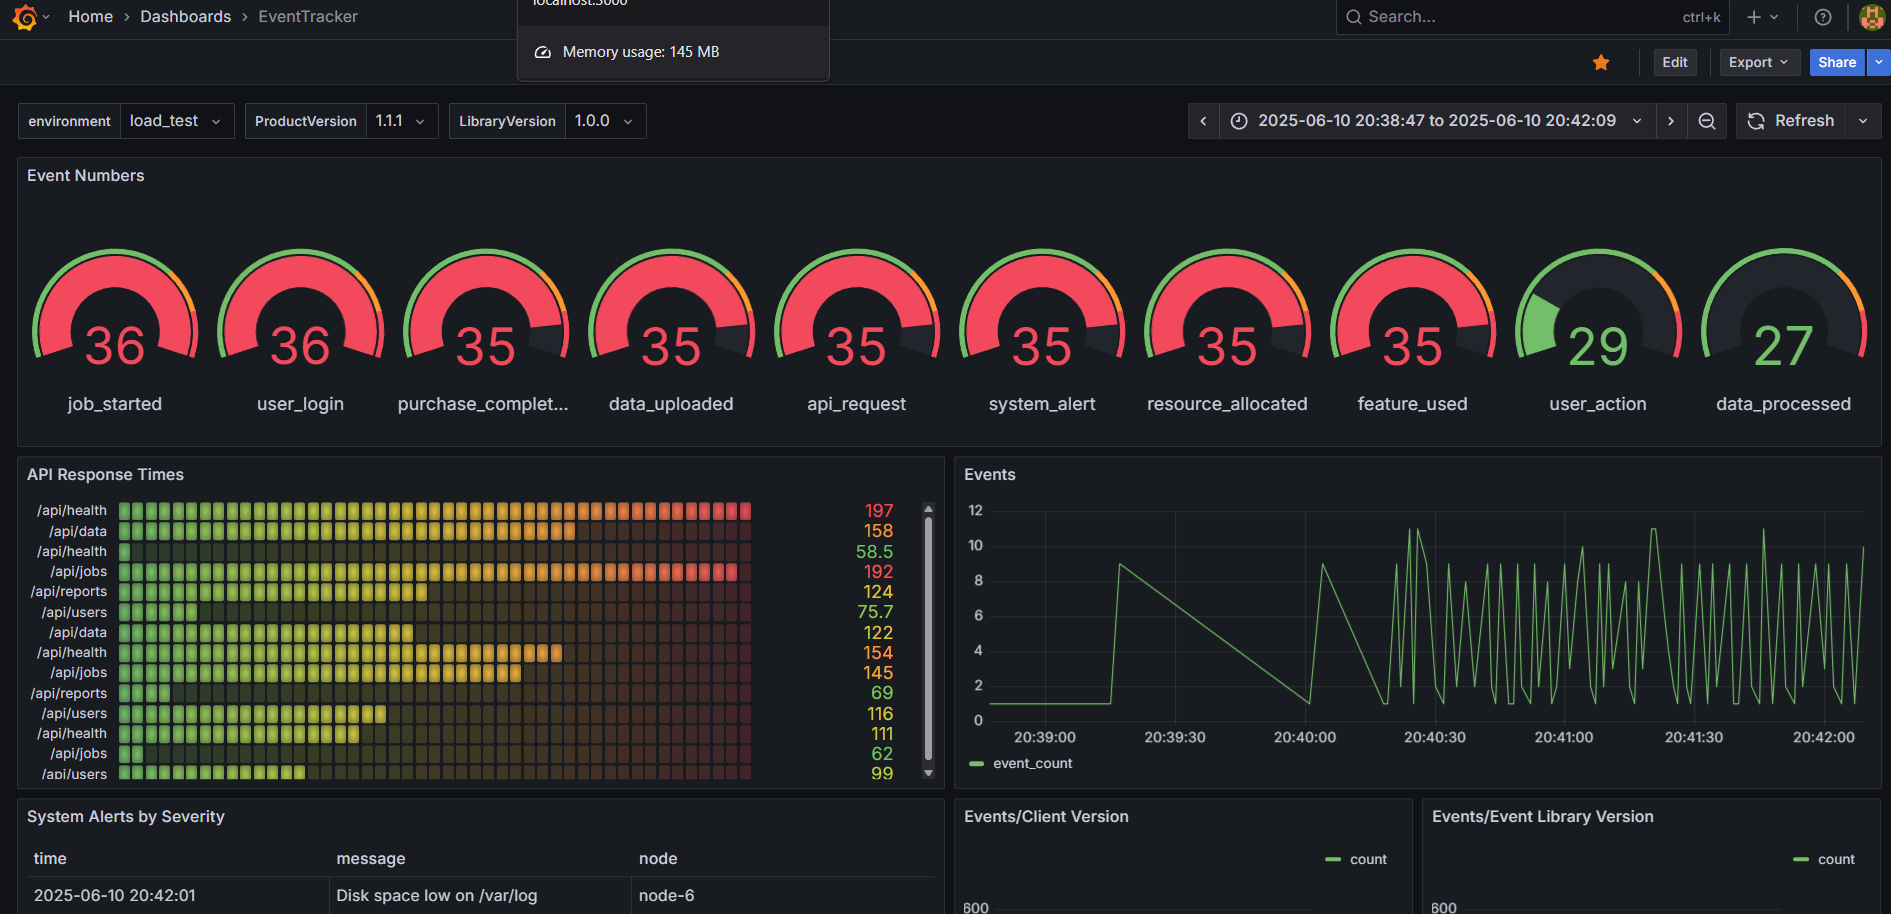 localhost:3000
Memory usage: 145 MB
Home › Dashboards › EventTracker
Search... ctrl+k
Edit Export Share
environment load_test ProductVersion 1.1.1 LibraryVersion 1.0.0 2025-06-10 20:38:47 to 2025-06-10 20:42:09 Refresh
Event Numbers
36 36 35 35 35 35 35 35 29 27
job_started user_login purchase_complet... data_uploaded api_request system_alert resource_allocated feature_used user_action data_processed
API Response Times
/api/health 197
/api/data 158
/api/health 58.5
/api/jobs 192
/api/reports 124
/api/users 75.7
/api/data 122
/api/health 154
/api/jobs 145
/api/reports 69
/api/users 116
/api/health 111
/api/jobs 62
/api/users 99
Events
12
10
8
6
4
2
0
20:39:00 20:39:30 20:40:00 20:40:30 20:41:00 20:41:30 20:42:00
event_count
System Alerts by Severity
time message node
2025-06-10 20:42:01 Disk space low on /var/log node-6
Events/Client Version
count
600
Events/Event Library Version
count
600